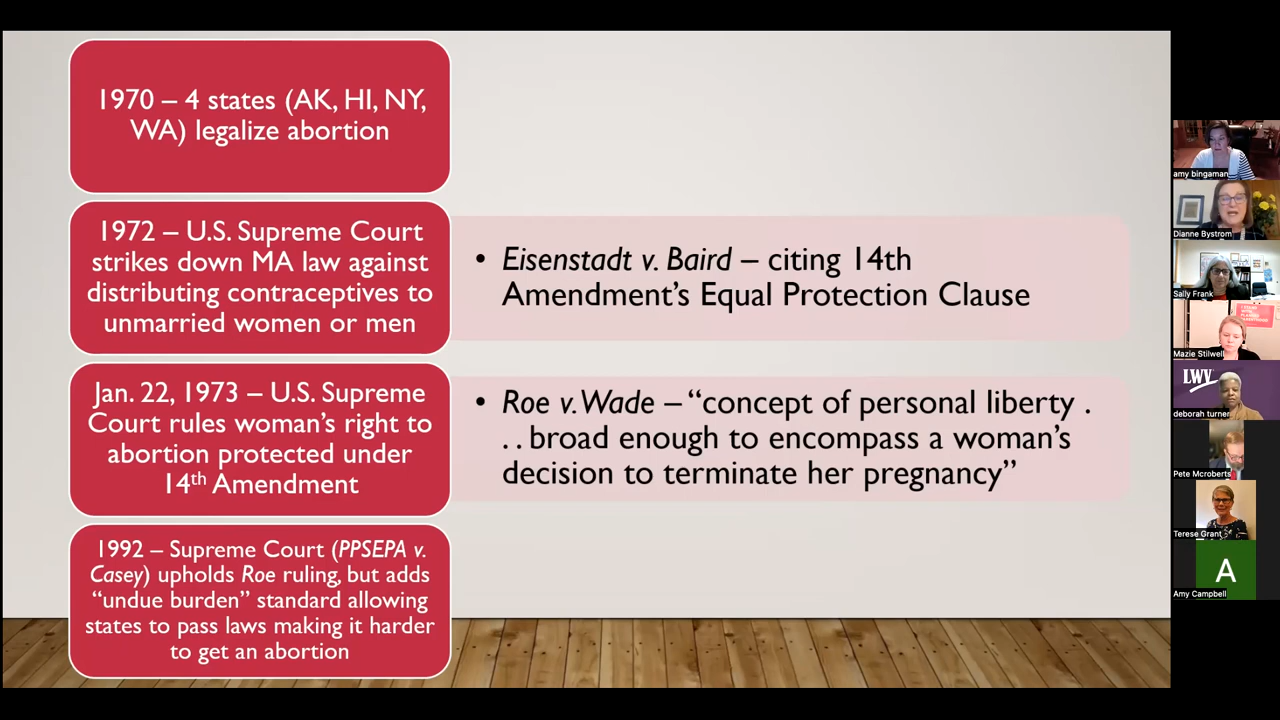 1970 – 4 states (AK, HI, NY,
WA) legalize abortion
1972 – U.S. Supreme Court
strikes down MA law against
distributing contraceptives to
unmarried women or men
• Eisenstadt v. Baird – citing 14th
Amendment’s Equal Protection Clause
Jan. 22, 1973 – U.S. Supreme
Court rules woman’s right to
abortion protected under
14th Amendment
• Roe v. Wade – “concept of personal liberty .
. . broad enough to encompass a woman’s
decision to terminate her pregnancy”
1992 – Supreme Court (PPSEPA v.
Casey) upholds Roe ruling, but adds
“undue burden” standard allowing
states to pass laws making it harder
to get an abortion
amy bingaman
Dianne Bystrom
Sally Frank
Mazie Stilwell
LWV
deborah turner
Pete Mcroberts
Terese Grant
A
Amy Campbell